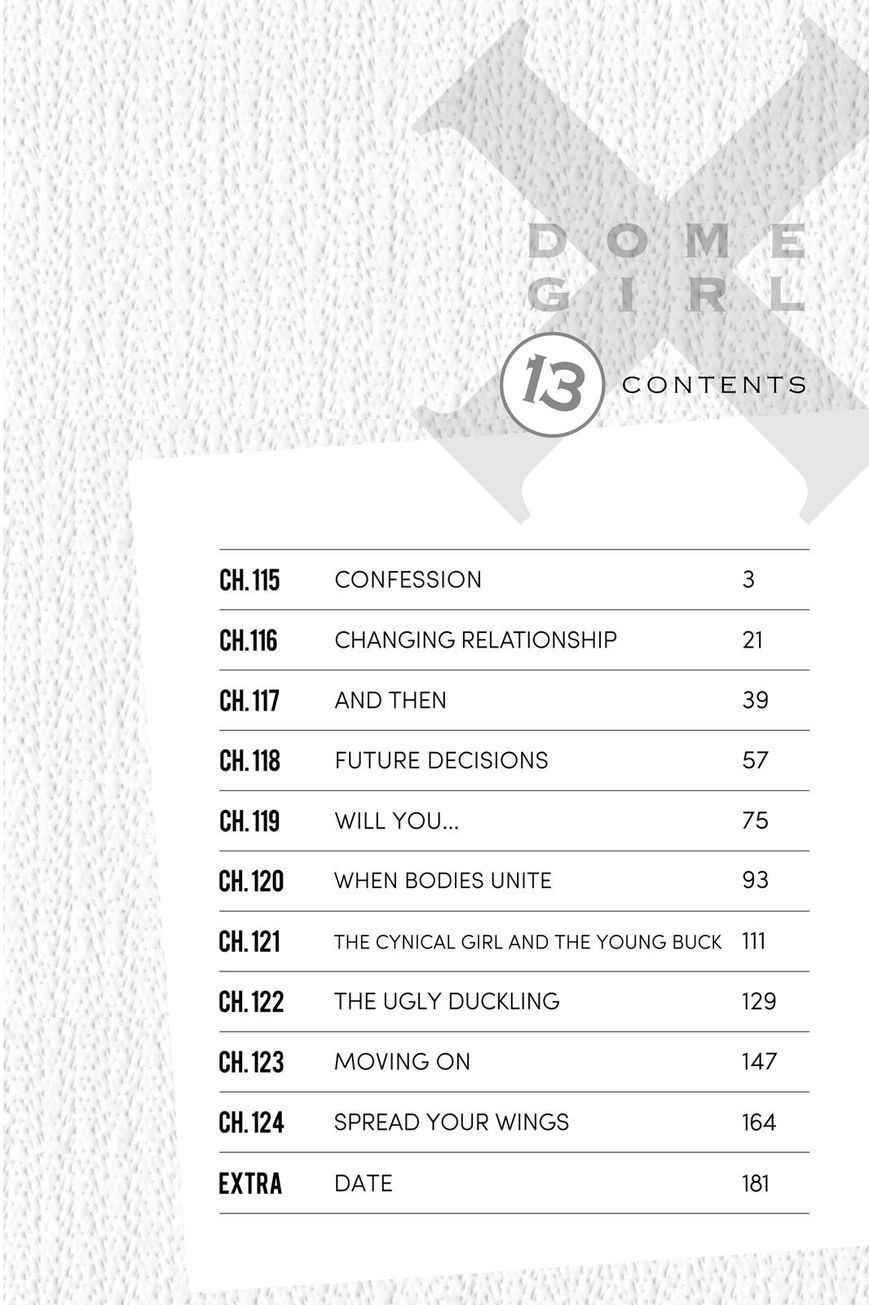 X
DOME
GIRL
13 CONTENTS
CH.115 CONFESSION 3
CH.116 CHANGING RELATIONSHIP 21
CH.117 AND THEN 39
CH.118 FUTURE DECISIONS 57
CH.119 WILL YOU... 75
CH.120 WHEN BODIES UNITE 93
CH.121 THE CYNICAL GIRL AND THE YOUNG BUCK 111
CH.122 THE UGLY DUCKLING 129
CH.123 MOVING ON 147
CH.124 SPREAD YOUR WINGS 164
EXTRA DATE 181